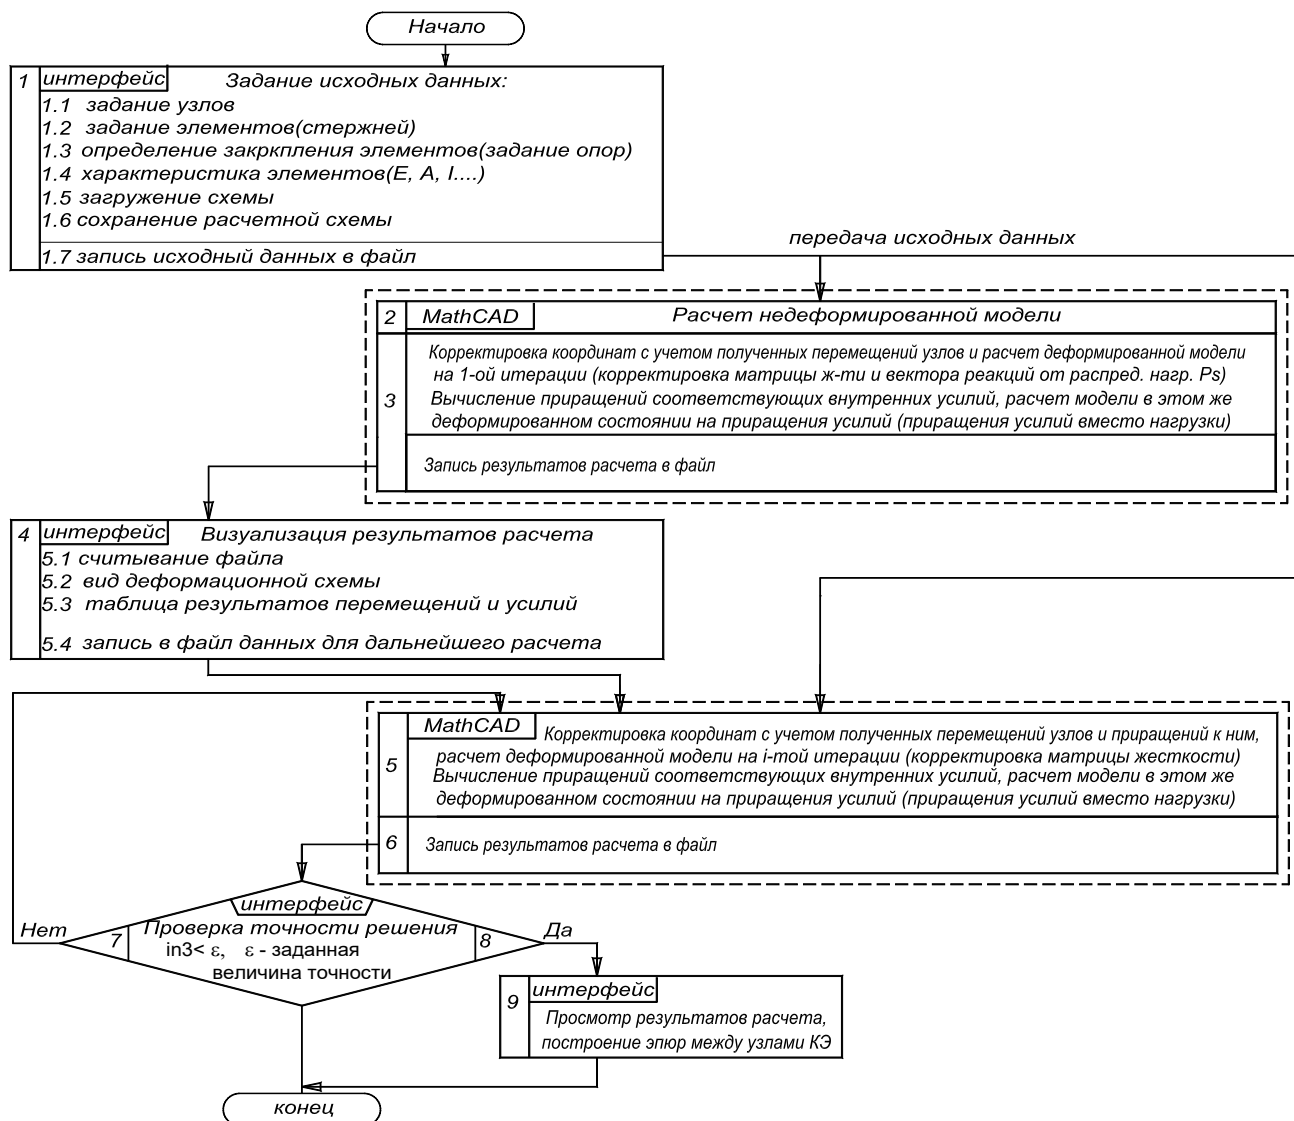 Начало
1 интерфейс Задание исходных данных:
1.1 задание узлов
1.2 задание элементов(стержней)
1.3 определение закркпления элементов(задание опор)
1.4 характеристика элементов(E, A, I....)
1.5 загружение схемы
1.6 сохранение расчетной схемы
1.7 запись исходный данных в файл
передача исходных данных
2 MathCAD Расчет недеформированной модели
3
Корректировка координат с учетом полученных перемещений узлов и расчет деформированной модели
на 1-ой итерации (корректировка матрицы ж-ти и вектора реакций от распред. нагр. Ps)
Вычисление приращений соответствующих внутренних усилий, расчет модели в этом же
деформированном состоянии на приращения усилий (приращения усилий вместо нагрузки)
Запись результатов расчета в файл
4 интерфейс Визуализация результатов расчета
5.1 считывание файла
5.2 вид деформационной схемы
5.3 таблица результатов перемещений и усилий
5.4 запись в файл данных для дальнейшего расчета
5
MathCAD Корректировка координат с учетом полученных перемещений узлов и приращений к ним,
расчет деформированной модели на i-той итерации (корректировка матрицы жесткости)
Вычисление приращений соответствующих внутренних усилий, расчет модели в этом же
деформированном состоянии на приращения усилий (приращения усилий вместо нагрузки)
6 Запись результатов расчета в файл
интерфейс
Нет
7 Проверка точности решения 8
in3< ε, ε - заданная
величина точности
Да
9 интерфейс
Просмотр результатов расчета,
построение эпюр между узлами КЭ
конец